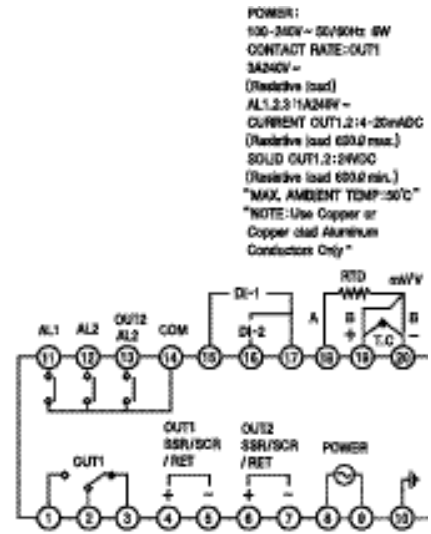 POWER:
100-240V~ 50/60Hz 6W
CONTACT RATE:OUT1
3A240V~
(Resistive load)
AL1.2.3:1A240V~
CURRENT OUT1.2:4-20mADC
(Resistive load 600Ω max.)
SOLID OUT1.2:24VDC
(Resistive load 600Ω min.)
"MAX. AMBIENT TEMP:50°C"
"NOTE:Use Copper or
Copper clad Aluminum
Conductors Only"
RTD mV/V
DI-1
A B B
DI-2
+ T.C -
AL1 AL2 OUT2 AL2 COM
11 12 13 14 15 16 17 18 19 20
OUT1 SSR/SCR /RET
OUT2 SSR/SCR /RET
OUT1
POWER
+ - + -
1 2 3 4 5 6 7 8 9 10